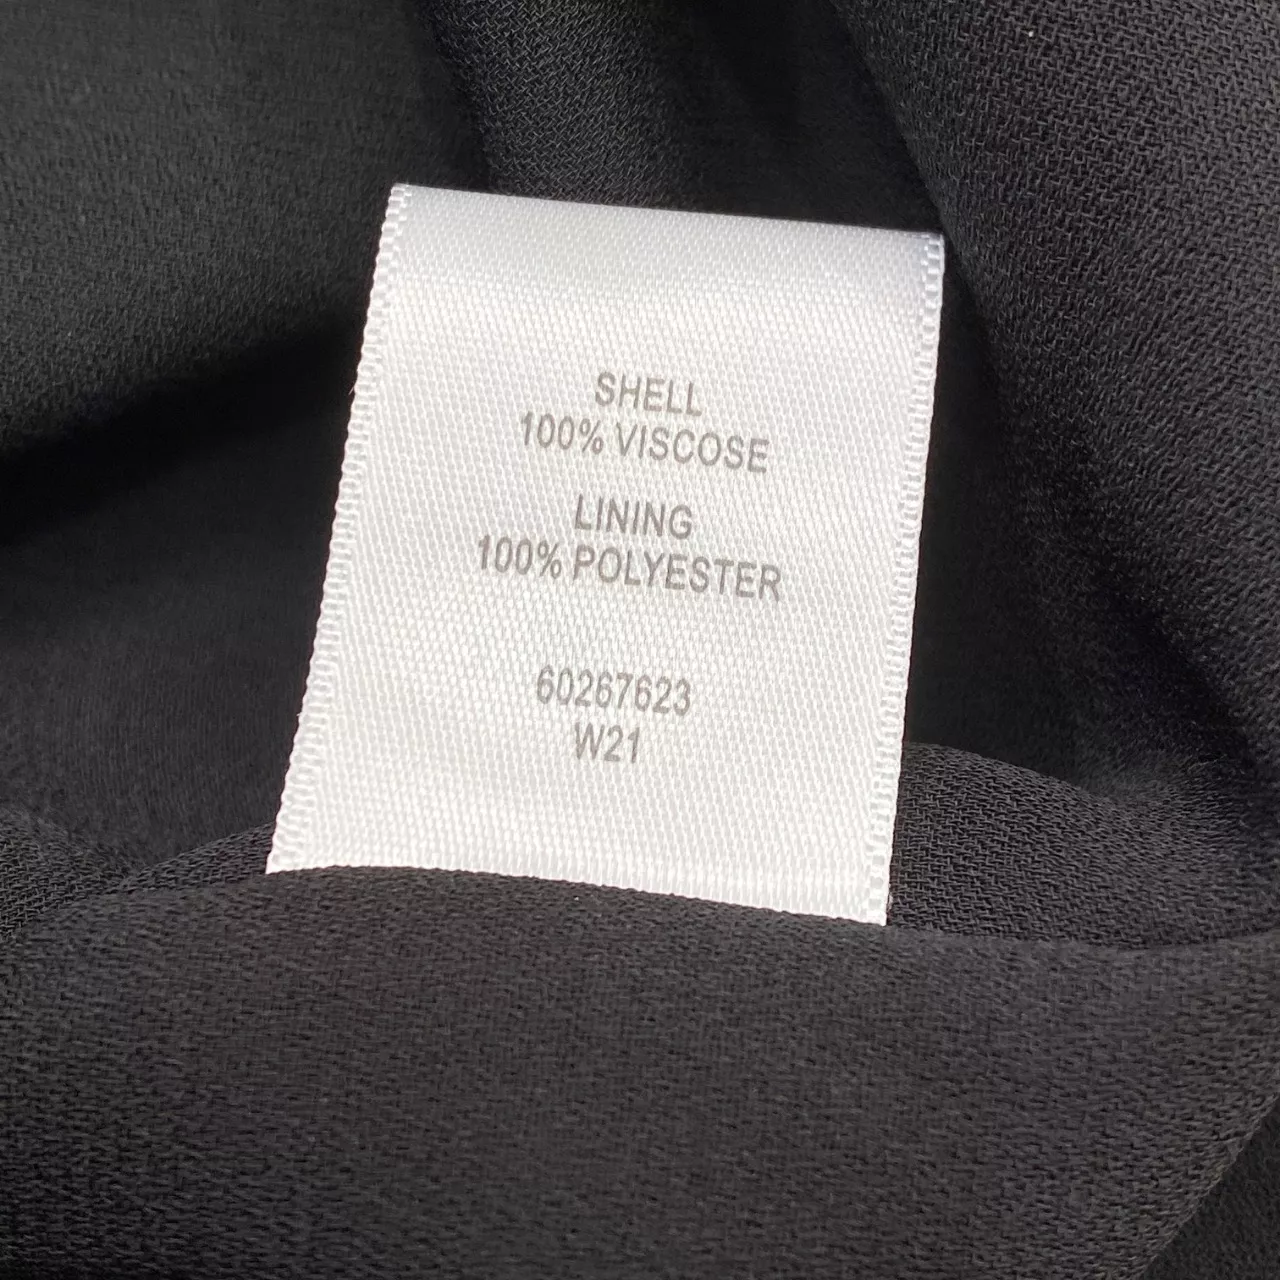 SHELL
100% VISCOSE
LINING
100% POLYESTER
60267623
W21